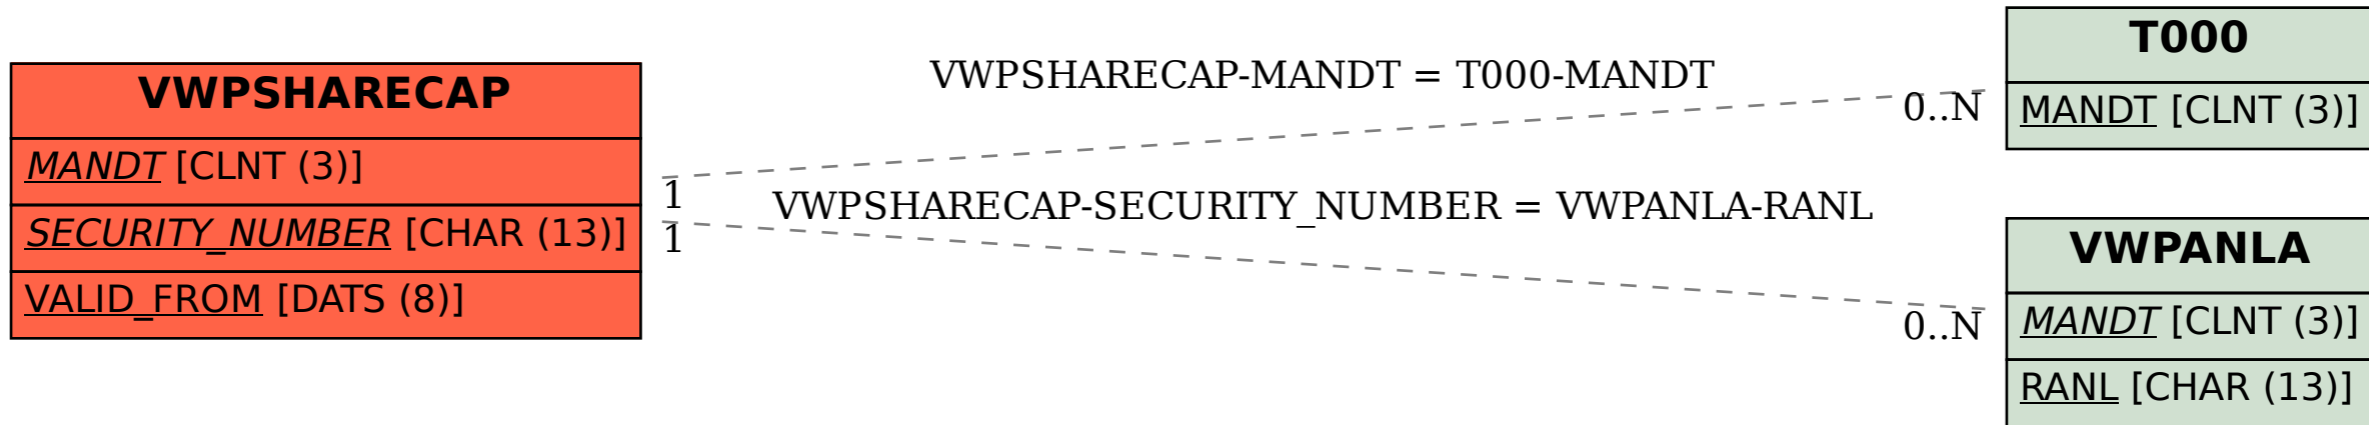 VWPSHARECAP
MANDT [CLNT (3)]
SECURITY_NUMBER [CHAR (13)]
VALID_FROM [DATS (8)]
VWPSHARECAP-MANDT = T000-MANDT
1
0..N
VWPSHARECAP-SECURITY_NUMBER = VWPANLA-RANL
1
0..N
T000
MANDT [CLNT (3)]
VWPANLA
MANDT [CLNT (3)]
RANL [CHAR (13)]